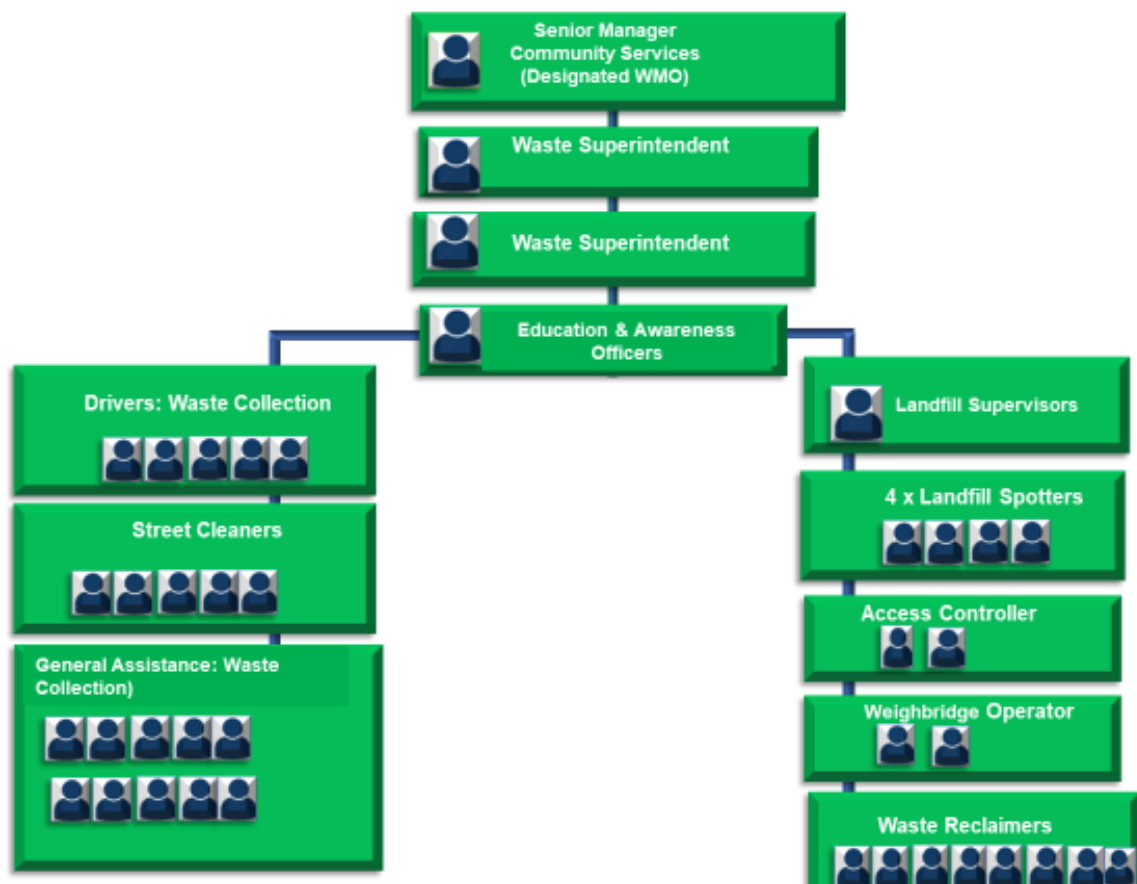 Senior Manager
Community Services
(Designated WMO)
Waste Superintendent
Waste Superintendent
Education & Awareness
Officers
Drivers: Waste Collection
Street Cleaners
General Assistance: Waste
Collection)
Landfill Supervisors
4 x Landfill Spotters
Access Controller
Weighbridge Operator
Waste Reclaimers